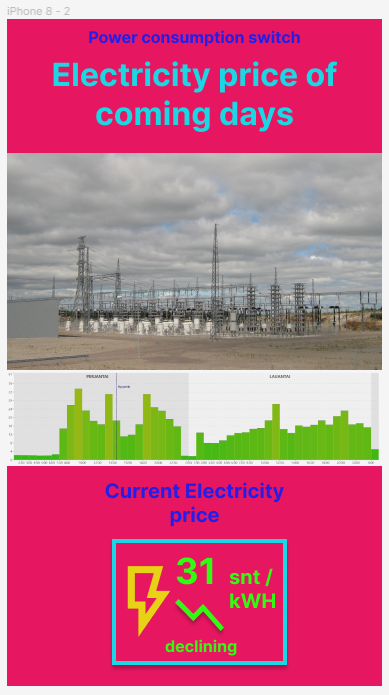 iPhone 8 - 2
Power consumption switch
Electricity price of
coming days
PERJANTAI
LAUANTAI
Current Electricity
price
31
snt /
kWH
declining